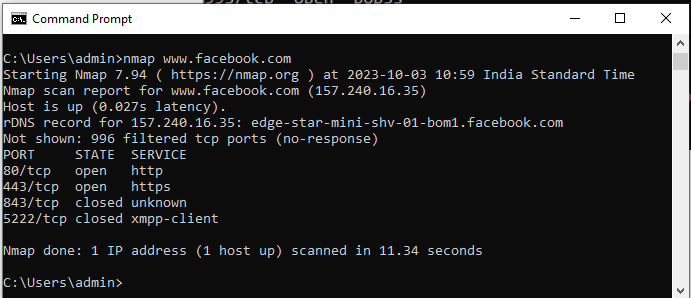 Command Prompt
C:\Users\admin>nmap www.facebook.com
Starting Nmap 7.94 ( https://nmap.org ) at 2023-10-03 10:59 India Standard Time
Nmap scan report for www.facebook.com (157.240.16.35)
Host is up (0.027s latency).
rDNS record for 157.240.16.35: edge-star-mini-shv-01-bom1.facebook.com
Not shown: 996 filtered tcp ports (no-response)
PORT     STATE  SERVICE
80/tcp   open   http
443/tcp  open   https
843/tcp  closed unknown
5222/tcp closed xmpp-client
Nmap done: 1 IP address (1 host up) scanned in 11.34 seconds
C:\Users\admin>